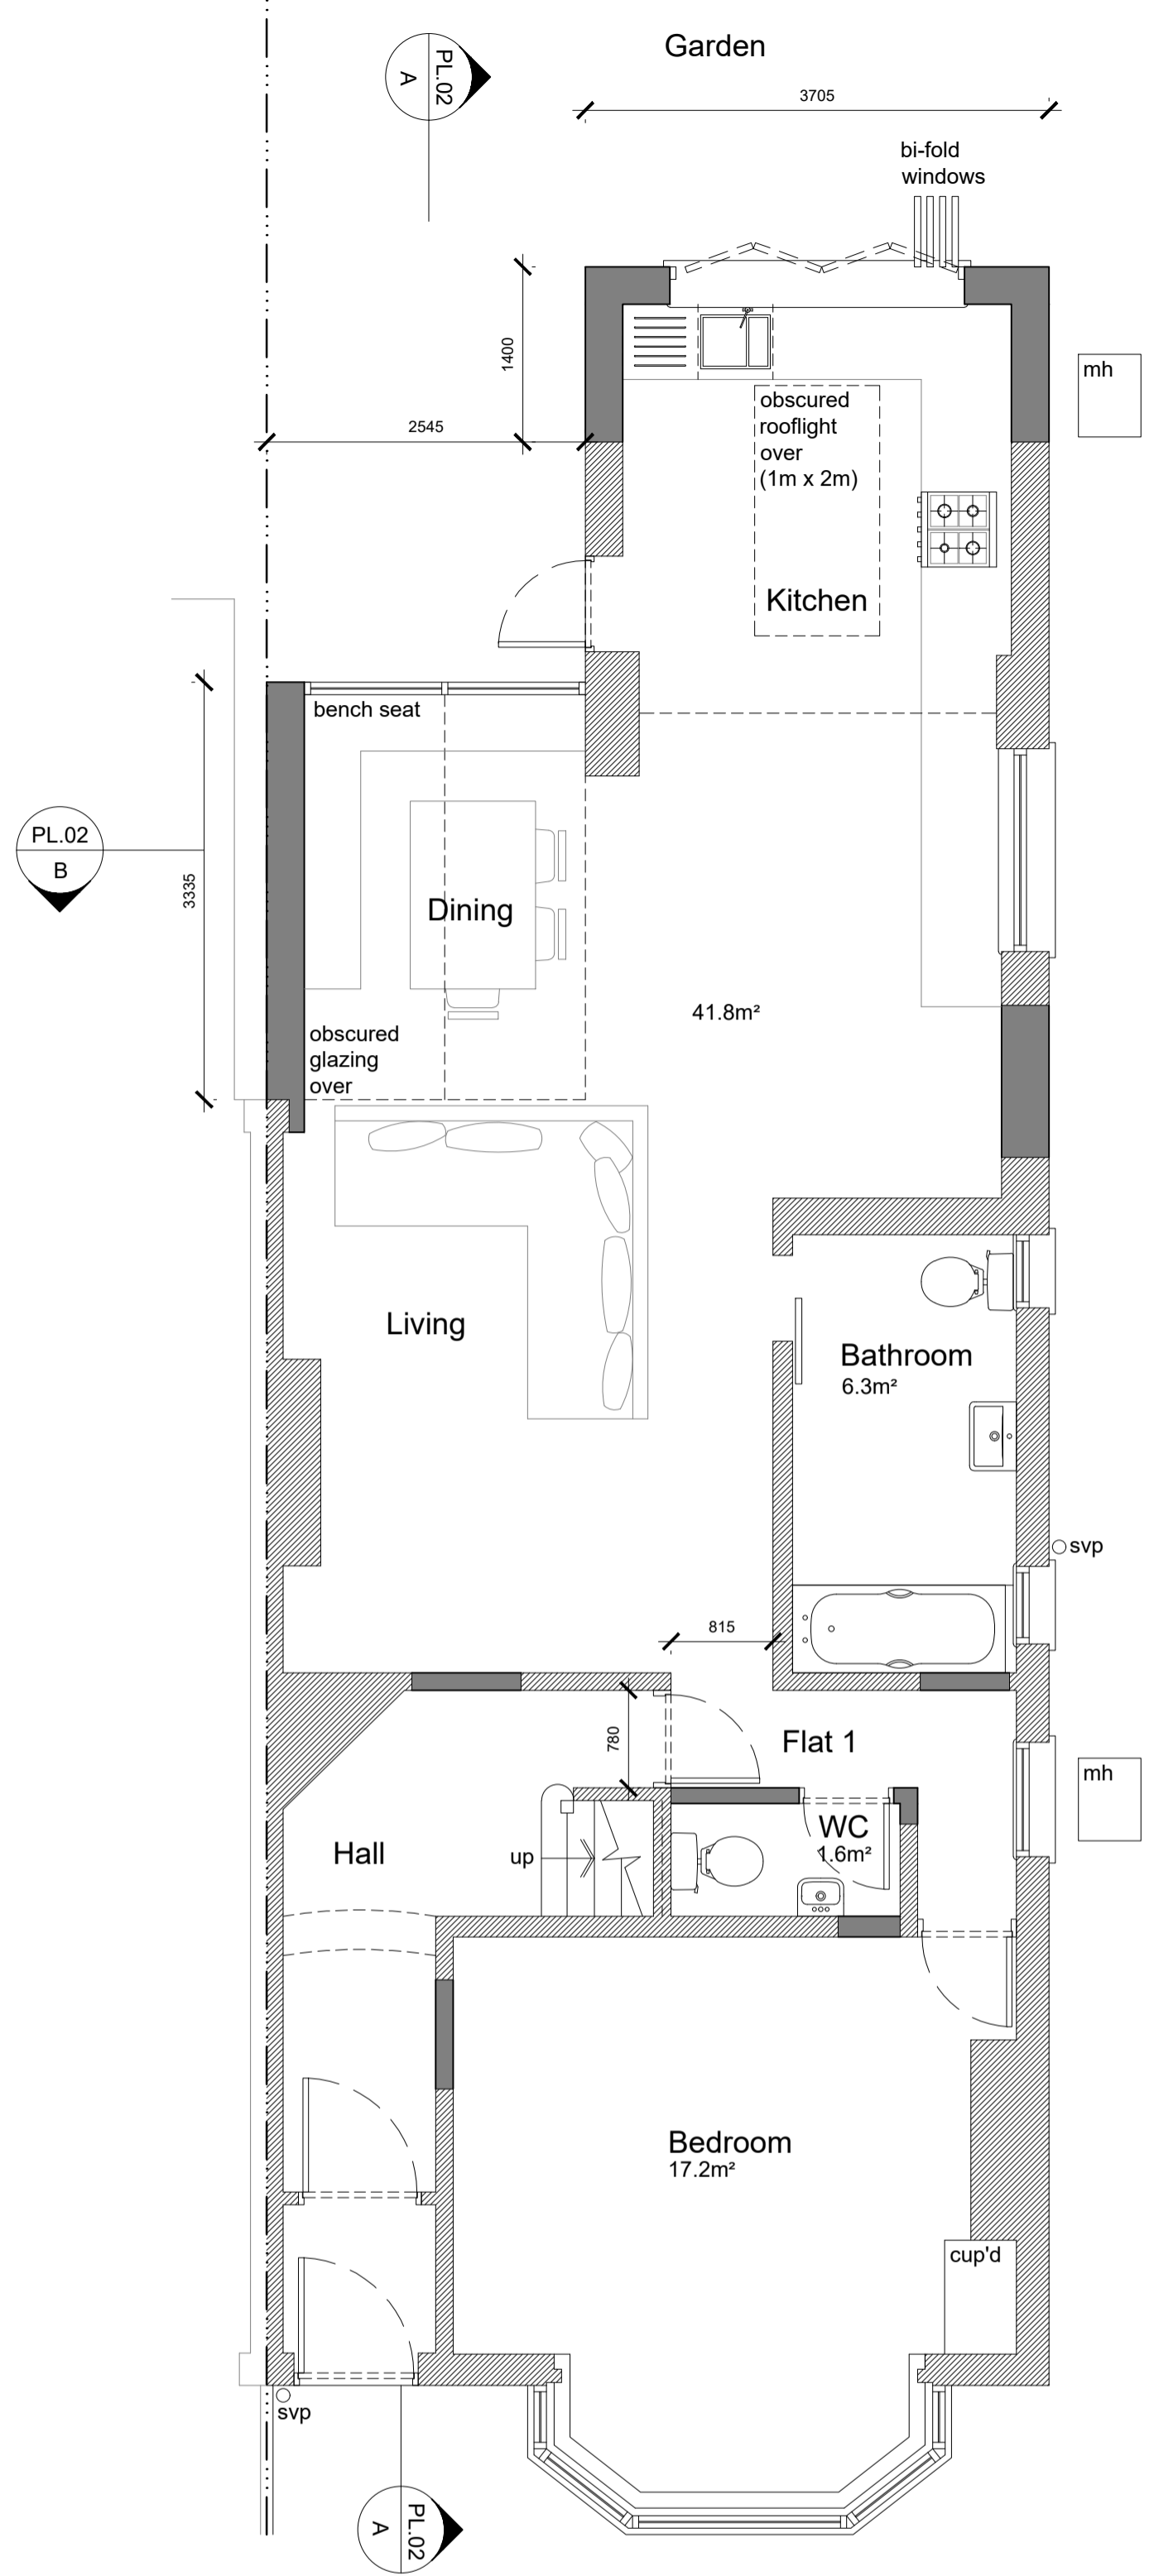 Garden
PL.02
A
3705
bi-fold
windows
1400
mh
2545
obscured
rooflight
over
(1m x 2m)
Kitchen
bench seat
PL.02
B
3335
Dining
41.8m²
obscured
glazing
over
Living
Bathroom
6.3m²
svp
815
780
Flat 1
mh
WC
1.6m²
Hall
up
Bedroom
17.2m²
cup'd
svp
PL.02
A